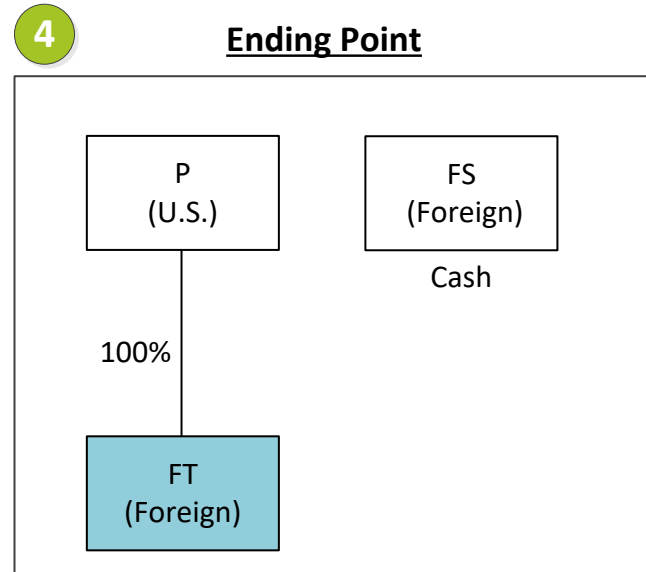 4
Ending Point
P
(U.S.)
FS
(Foreign)
Cash
100%
FT
(Foreign)